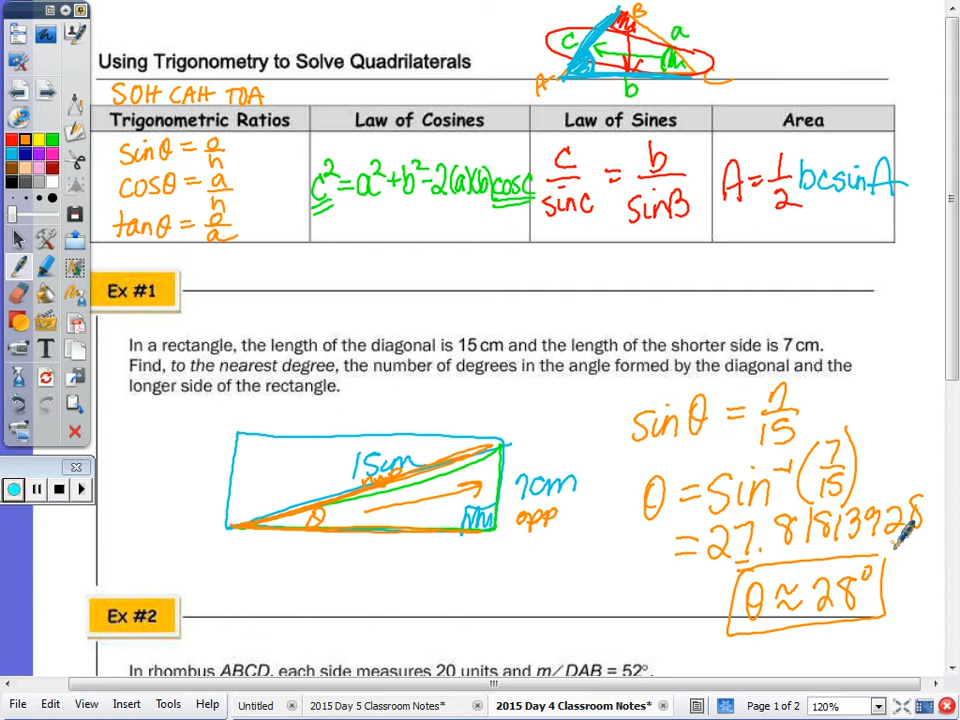 B
c
a
Using Trigonometry to Solve Quadrilaterals
A
b
SOH CAH TOA
Trigonometric Ratios
Law of Cosines
Law of Sines
Area
sinθ = o/h
cosθ = a/h
tanθ = o/a
c² = a² + b² - 2(a)(b)cosC
c/sinC = b/sinB
A = 1/2 bcsinA
Ex #1
In a rectangle, the length of the diagonal is 15 cm and the length of the shorter side is 7 cm.
Find, to the nearest degree, the number of degrees in the angle formed by the diagonal and the
longer side of the rectangle.
sinθ = 7/15
15cm
7cm
opp
θ
θ = sin⁻¹(7/15)
= 27.81813928
θ ≈ 28°
Ex #2
In rhombus ABCD, each side measures 20 units and m∠DAB = 52°.
File Edit View Insert Tools Help
Untitled
2015 Day 5 Classroom Notes*
2015 Day 4 Classroom Notes*
Page 1 of 2
120%